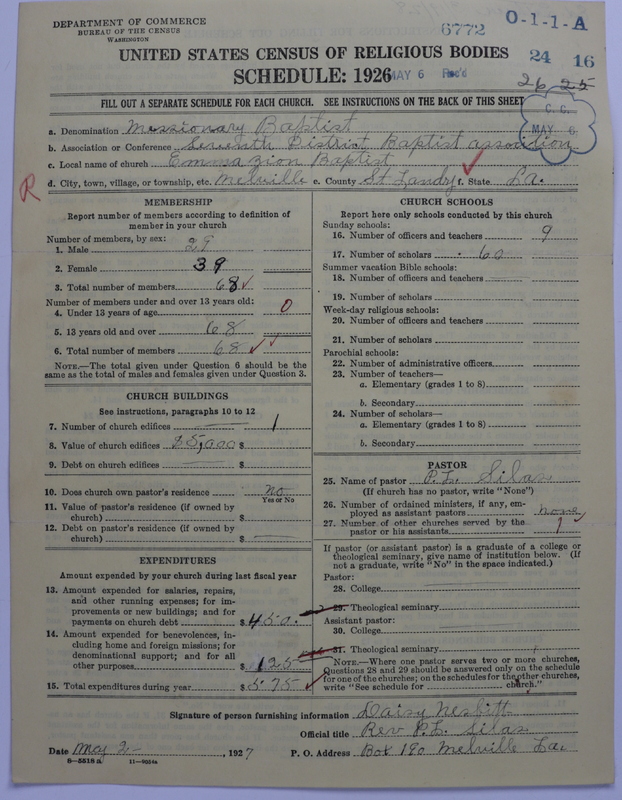 DEPARTMENT OF COMMERCE
BUREAU OF THE CENSUS
WASHINGTON
6772 O-1-1-A
24 16
UNITED STATES CENSUS OF RELIGIOUS BODIES
SCHEDULE: 1926 MAY 6 Rec'd
26 25
FILL OUT A SEPARATE SCHEDULE FOR EACH CHURCH. SEE INSTRUCTIONS ON THE BACK OF THIS SHEET
C. C.
MAY 6
a. Denomination Missionary Baptist
b. Association or Conference Seventh District Baptist association
c. Local name of church Emma zion Baptist
d. City, town, village, or township, etc. Melville e. County St Landry f. State La.
R
MEMBERSHIP
Report number of members according to definition of
member in your church
Number of members, by sex:
1. Male 29
2. Female 39
3. Total number of members 68
Number of members under and over 13 years old:
4. Under 13 years of age 0
5. 13 years old and over 68
6. Total number of members 68
NOTE.—The total given under Question 6 should be
the same as the total of males and females given under Question 3.
CHURCH BUILDINGS
See instructions, paragraphs 10 to 12
7. Number of church edifices 1
8. Value of church edifices $5,000 $
9. Debt on church edifices $
10. Does church own pastor's residence no
Yes or No
11. Value of pastor's residence (if owned by
church) $
12. Debt on pastor's residence (if owned by
church) $
EXPENDITURES
Amount expended by your church during last fiscal year
13. Amount expended for salaries, repairs,
and other running expenses; for im-
provements or new buildings; and for
payments on church debt $ 450.
14. Amount expended for benevolences, in-
cluding home and foreign missions; for
denominational support; and for all
other purposes $ 125
15. Total expenditures during year $ 575
CHURCH SCHOOLS
Report here only schools conducted by this church
Sunday schools:
16. Number of officers and teachers 9
17. Number of scholars 60
Summer vacation Bible schools:
18. Number of officers and teachers
19. Number of scholars
Week-day religious schools:
20. Number of officers and teachers
21. Number of scholars
Parochial schools:
22. Number of administrative officers
23. Number of teachers—
a. Elementary (grades 1 to 8)
b. Secondary
24. Number of scholars—
a. Elementary (grades 1 to 8)
b. Secondary
PASTOR
25. Name of pastor P.L. Silas
(If church has no pastor, write "None")
26. Number of ordained ministers, if any, em-
ployed as assistant pastors none
27. Number of other churches served by the
pastor or his assistants 1
If pastor (or assistant pastor) is a graduate of a college or
theological seminary, give name of institution below. (If
not a graduate, write "No" in the space indicated.)
Pastor:
28. College
29. Theological seminary
Assistant pastor:
30. College
31. Theological seminary
NOTE.—Where one pastor serves two or more churches,
Questions 28 and 29 should be answered only on the schedule
for one of the churches; on the schedules for the other churches,
write "See schedule for church."
Signature of person furnishing information Daisy Nesbitt
Official title Rev P.L. Silas
Date May 2 , 1927 P. O. Address Box 180 Melville La
8—5518 a 11—9054a